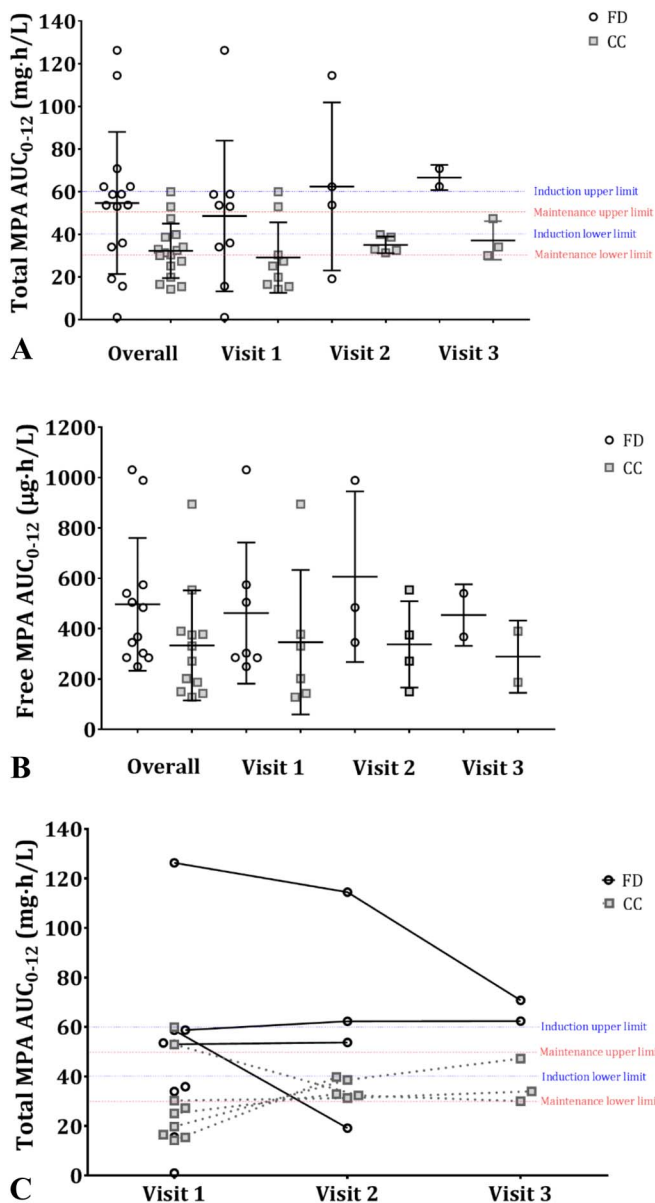 140
120
100
80
60
40
20
0
Total MPA AUC0-12 (mg·h/L)
FD
CC
Induction upper limit
Maintenance upper limit
Induction lower limit
Maintenance lower limit
A
Overall Visit 1 Visit 2 Visit 3
1200
1000
800
600
400
200
0
Free MPA AUC0-12 (µg·h/L)
FD
CC
B
Overall Visit 1 Visit 2 Visit 3
140
120
100
80
60
40
20
0
Total MPA AUC0-12 (mg·h/L)
FD
CC
Induction upper limit
Maintenance upper limit
Induction lower limit
Maintenance lower limit
C
Visit 1 Visit 2 Visit 3